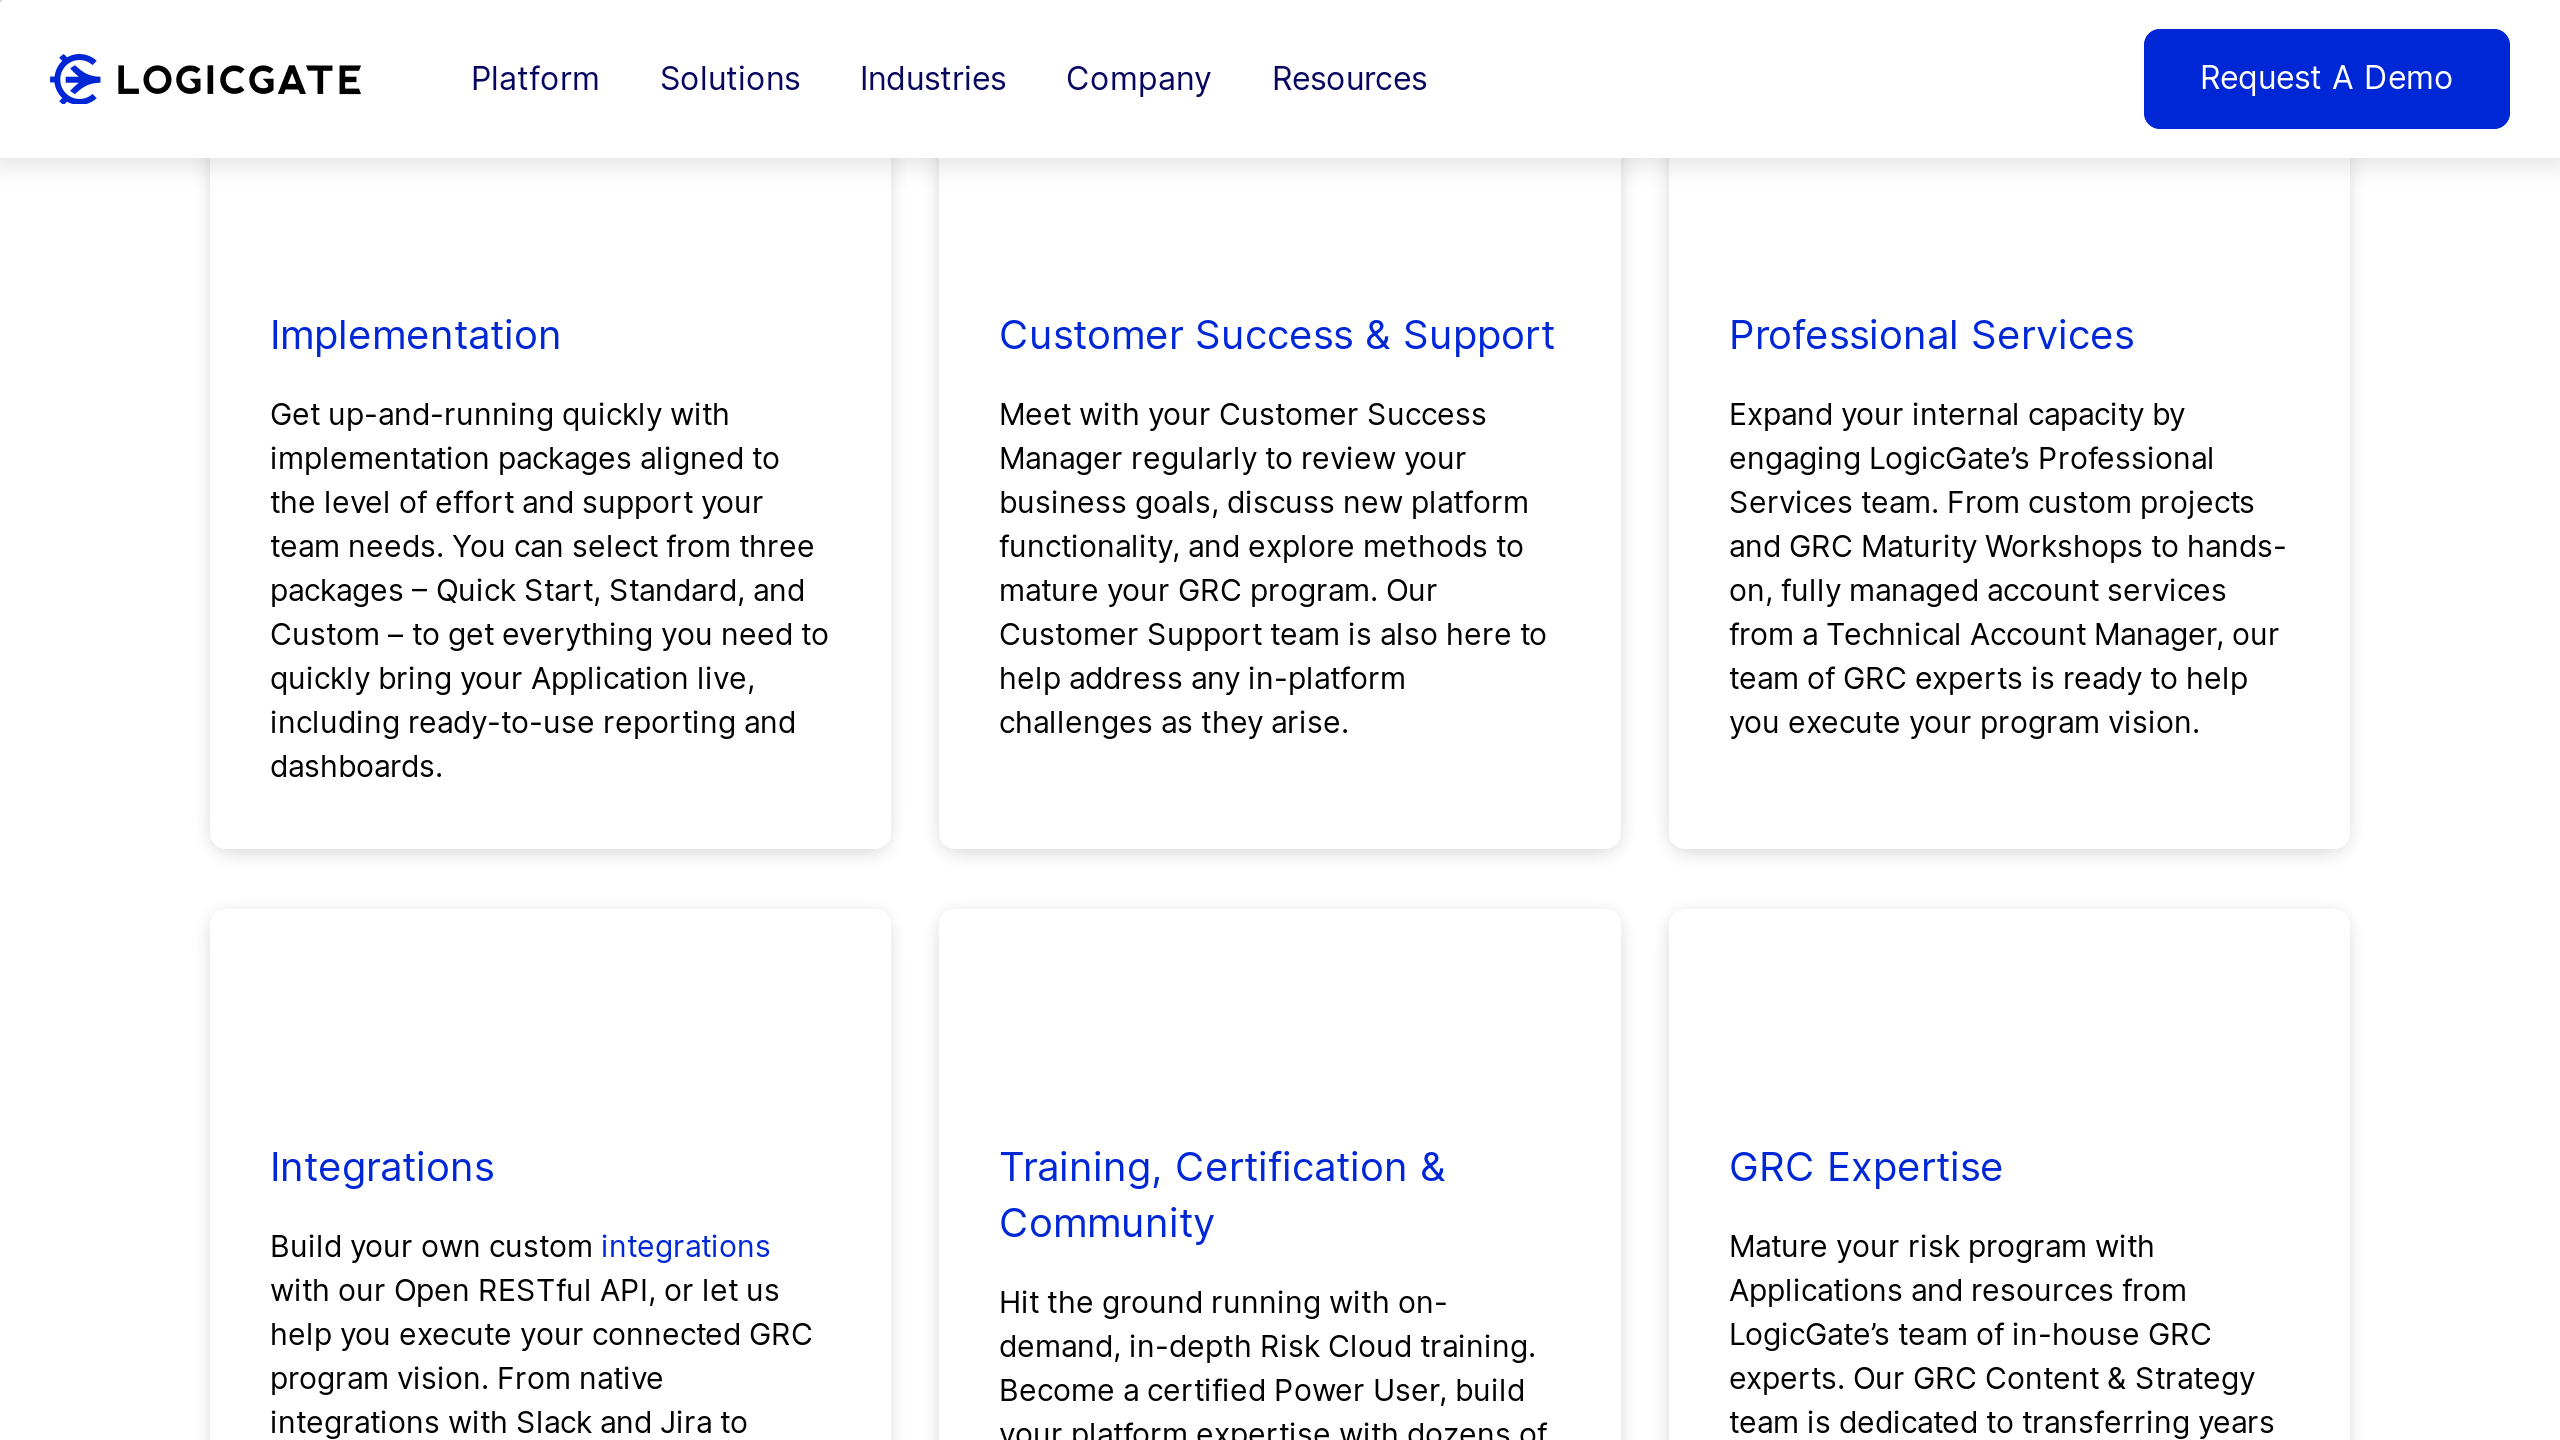 LOGICGATE
Platform
Solutions
Industries
Company
Resources
Request A Demo
Implementation
Get up-and-running quickly with
implementation packages aligned to
the level of effort and support your
team needs. You can select from three
packages – Quick Start, Standard, and
Custom – to get everything you need to
quickly bring your Application live,
including ready-to-use reporting and
dashboards.
Customer Success & Support
Meet with your Customer Success
Manager regularly to review your
business goals, discuss new platform
functionality, and explore methods to
mature your GRC program. Our
Customer Support team is also here to
help address any in-platform
challenges as they arise.
Professional Services
Expand your internal capacity by
engaging LogicGate’s Professional
Services team. From custom projects
and GRC Maturity Workshops to hands-
on, fully managed account services
from a Technical Account Manager, our
team of GRC experts is ready to help
you execute your program vision.
Integrations
Build your own custom integrations
with our Open RESTful API, or let us
help you execute your connected GRC
program vision. From native
integrations with Slack and Jira to
Training, Certification &
Community
Hit the ground running with on-
demand, in-depth Risk Cloud training.
Become a certified Power User, build
your platform expertise with dozens of
GRC Expertise
Mature your risk program with
Applications and resources from
LogicGate’s team of in-house GRC
experts. Our GRC Content & Strategy
team is dedicated to transferring years